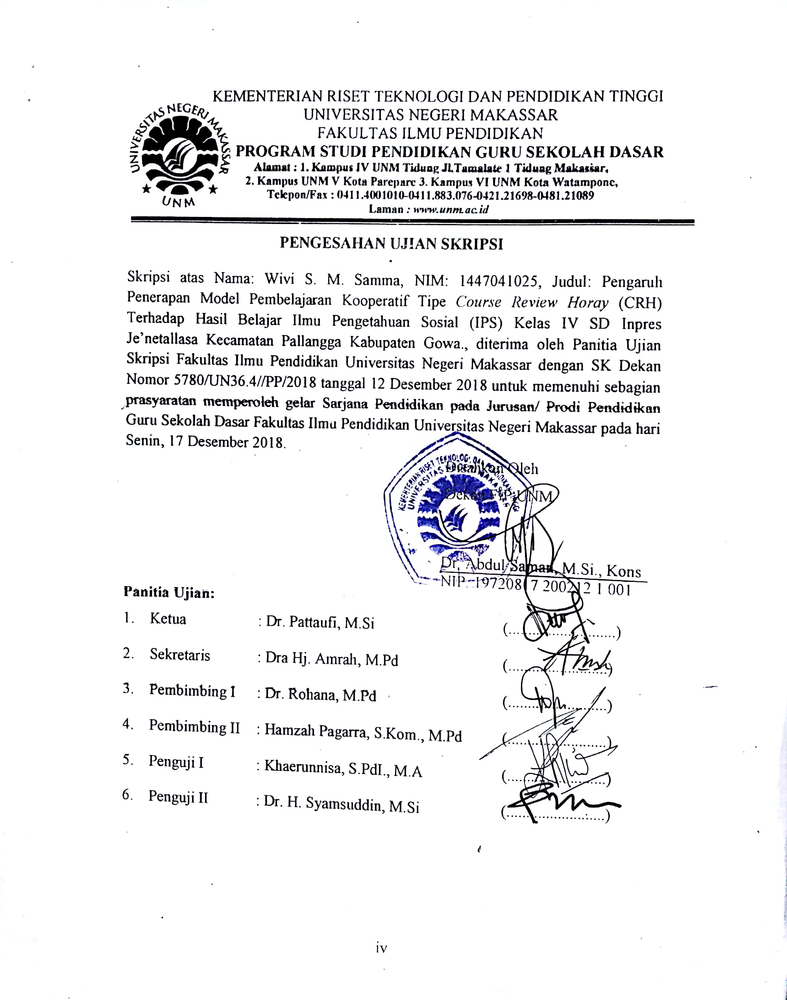 KEMENTERIAN RISET TEKNOLOGI DAN PENDIDIKAN TINGGI
UNIVERSITAS NEGERI MAKASSAR
FAKULTAS ILMU PENDIDIKAN
PROGRAM STUDI PENDIDIKAN GURU SEKOLAH DASAR
Alamat : 1. Kampus IV UNM Tidung Jl.Tamalate 1 Tidung Makassar,
2. Kampus UNM V Kota Parepare 3. Kampus VI UNM Kota Watampone,
Telepon/Fax : 0411.4001010-0411.883.076-0421.21698-0481.21089
Laman : www.unm.ac.id
UNIVERSITAS NEGERI MAKASSAR
UNM
PENGESAHAN UJIAN SKRIPSI
Skripsi atas Nama: Wivi S. M. Samma, NIM: 1447041025, Judul: Pengaruh
Penerapan Model Pembelajaran Kooperatif Tipe Course Review Horay (CRH)
Terhadap Hasil Belajar Ilmu Pengetahuan Sosial (IPS) Kelas IV SD Inpres
Je'netallasa Kecamatan Pallangga Kabupaten Gowa., diterima oleh Panitia Ujian
Skripsi Fakultas Ilmu Pendidikan Universitas Negeri Makassar dengan SK Dekan
Nomor 5780/UN36.4//PP/2018 tanggal 12 Desember 2018 untuk memenuhi sebagian
prasyaratan memperoleh gelar Sarjana Pendidikan pada Jurusan/ Prodi Pendidikan
Guru Sekolah Dasar Fakultas Ilmu Pendidikan Universitas Negeri Makassar pada hari
Senin, 17 Desember 2018.
KEMENTERIAN RISET TEKNOLOGI DAN PENDIDIKAN TINGGI
UNIVERSITAS NEGERI MAKASSAR
Disahkan Oleh
Dekan FIP UNM
Dr. Abdul Saman, M.Si., Kons
NIP. 19720817 200212 1 001
Panitia Ujian:
1. Ketua : Dr. Pattaufi, M.Si (....................)
2. Sekretaris : Dra Hj. Amrah, M.Pd (....................)
3. Pembimbing I : Dr. Rohana, M.Pd (....................)
4. Pembimbing II : Hamzah Pagarra, S.Kom., M.Pd (....................)
5. Penguji I : Khaerunnisa, S.PdI., M.A (....................)
6. Penguji II : Dr. H. Syamsuddin, M.Si (....................)
iv